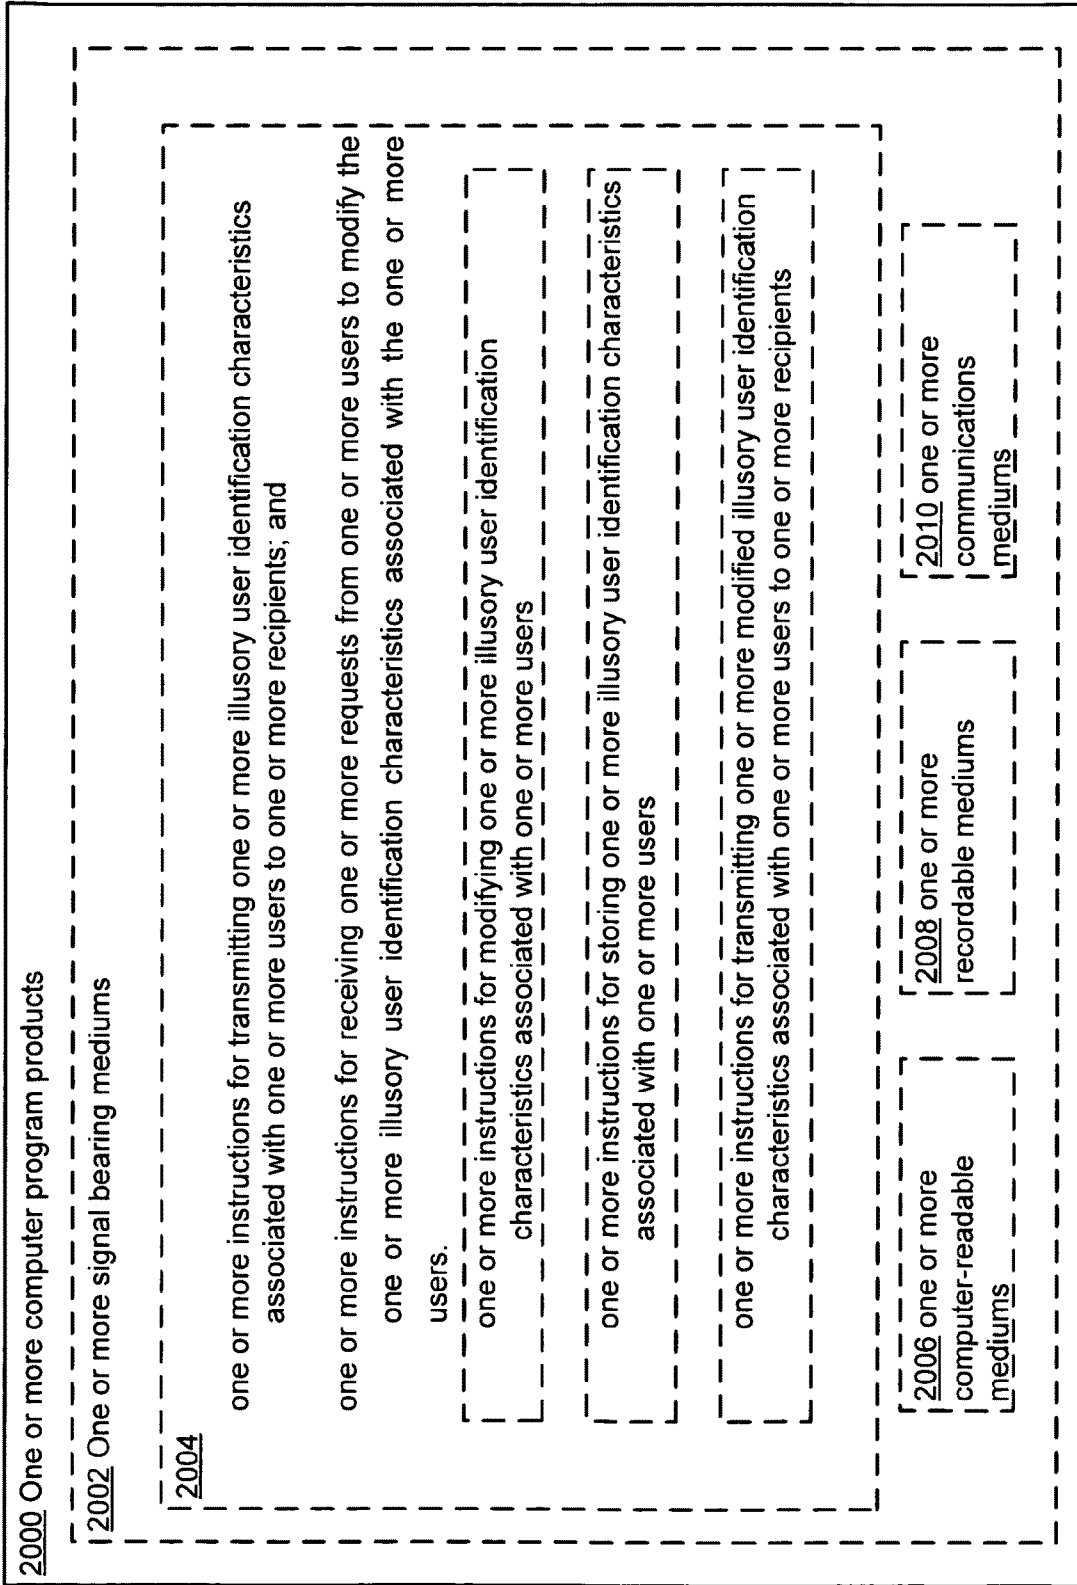 2000 One or more computer program products
2002 One or more signal bearing mediums
2004
one or more instructions for transmitting one or more illusory user identification characteristics
associated with one or more users to one or more recipients; and
one or more instructions for receiving one or more requests from one or more users to modify the
one or more illusory user identification characteristics associated with the one or more
users.
one or more instructions for modifying one or more illusory user identification
characteristics associated with one or more users
one or more instructions for storing one or more illusory user identification characteristics
associated with one or more users
one or more instructions for transmitting one or more modified illusory user identification
characteristics associated with one or more users to one or more recipients
2006 one or more
computer-readable
mediums
2008 one or more
recordable mediums
2010 one or more
communications
mediums